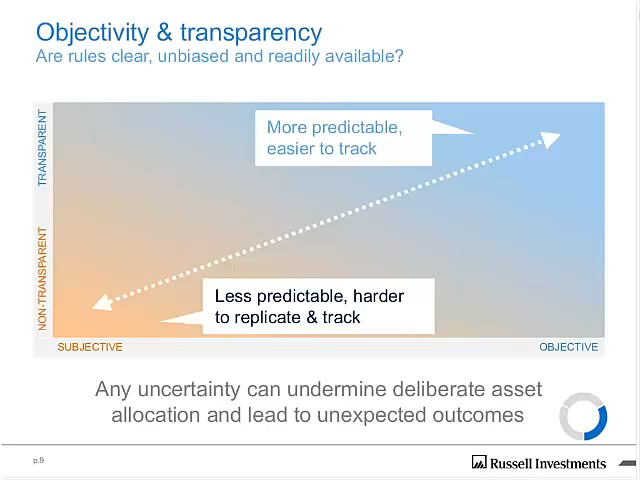 Objectivity & transparency
Are rules clear, unbiased and readily available?
TRANSPARENT
More predictable,
easier to track
NON-TRANSPARENT
Less predictable, harder
to replicate & track
SUBJECTIVE
OBJECTIVE
Any uncertainty can undermine deliberate asset
allocation and lead to unexpected outcomes
p.9
Russell Investments